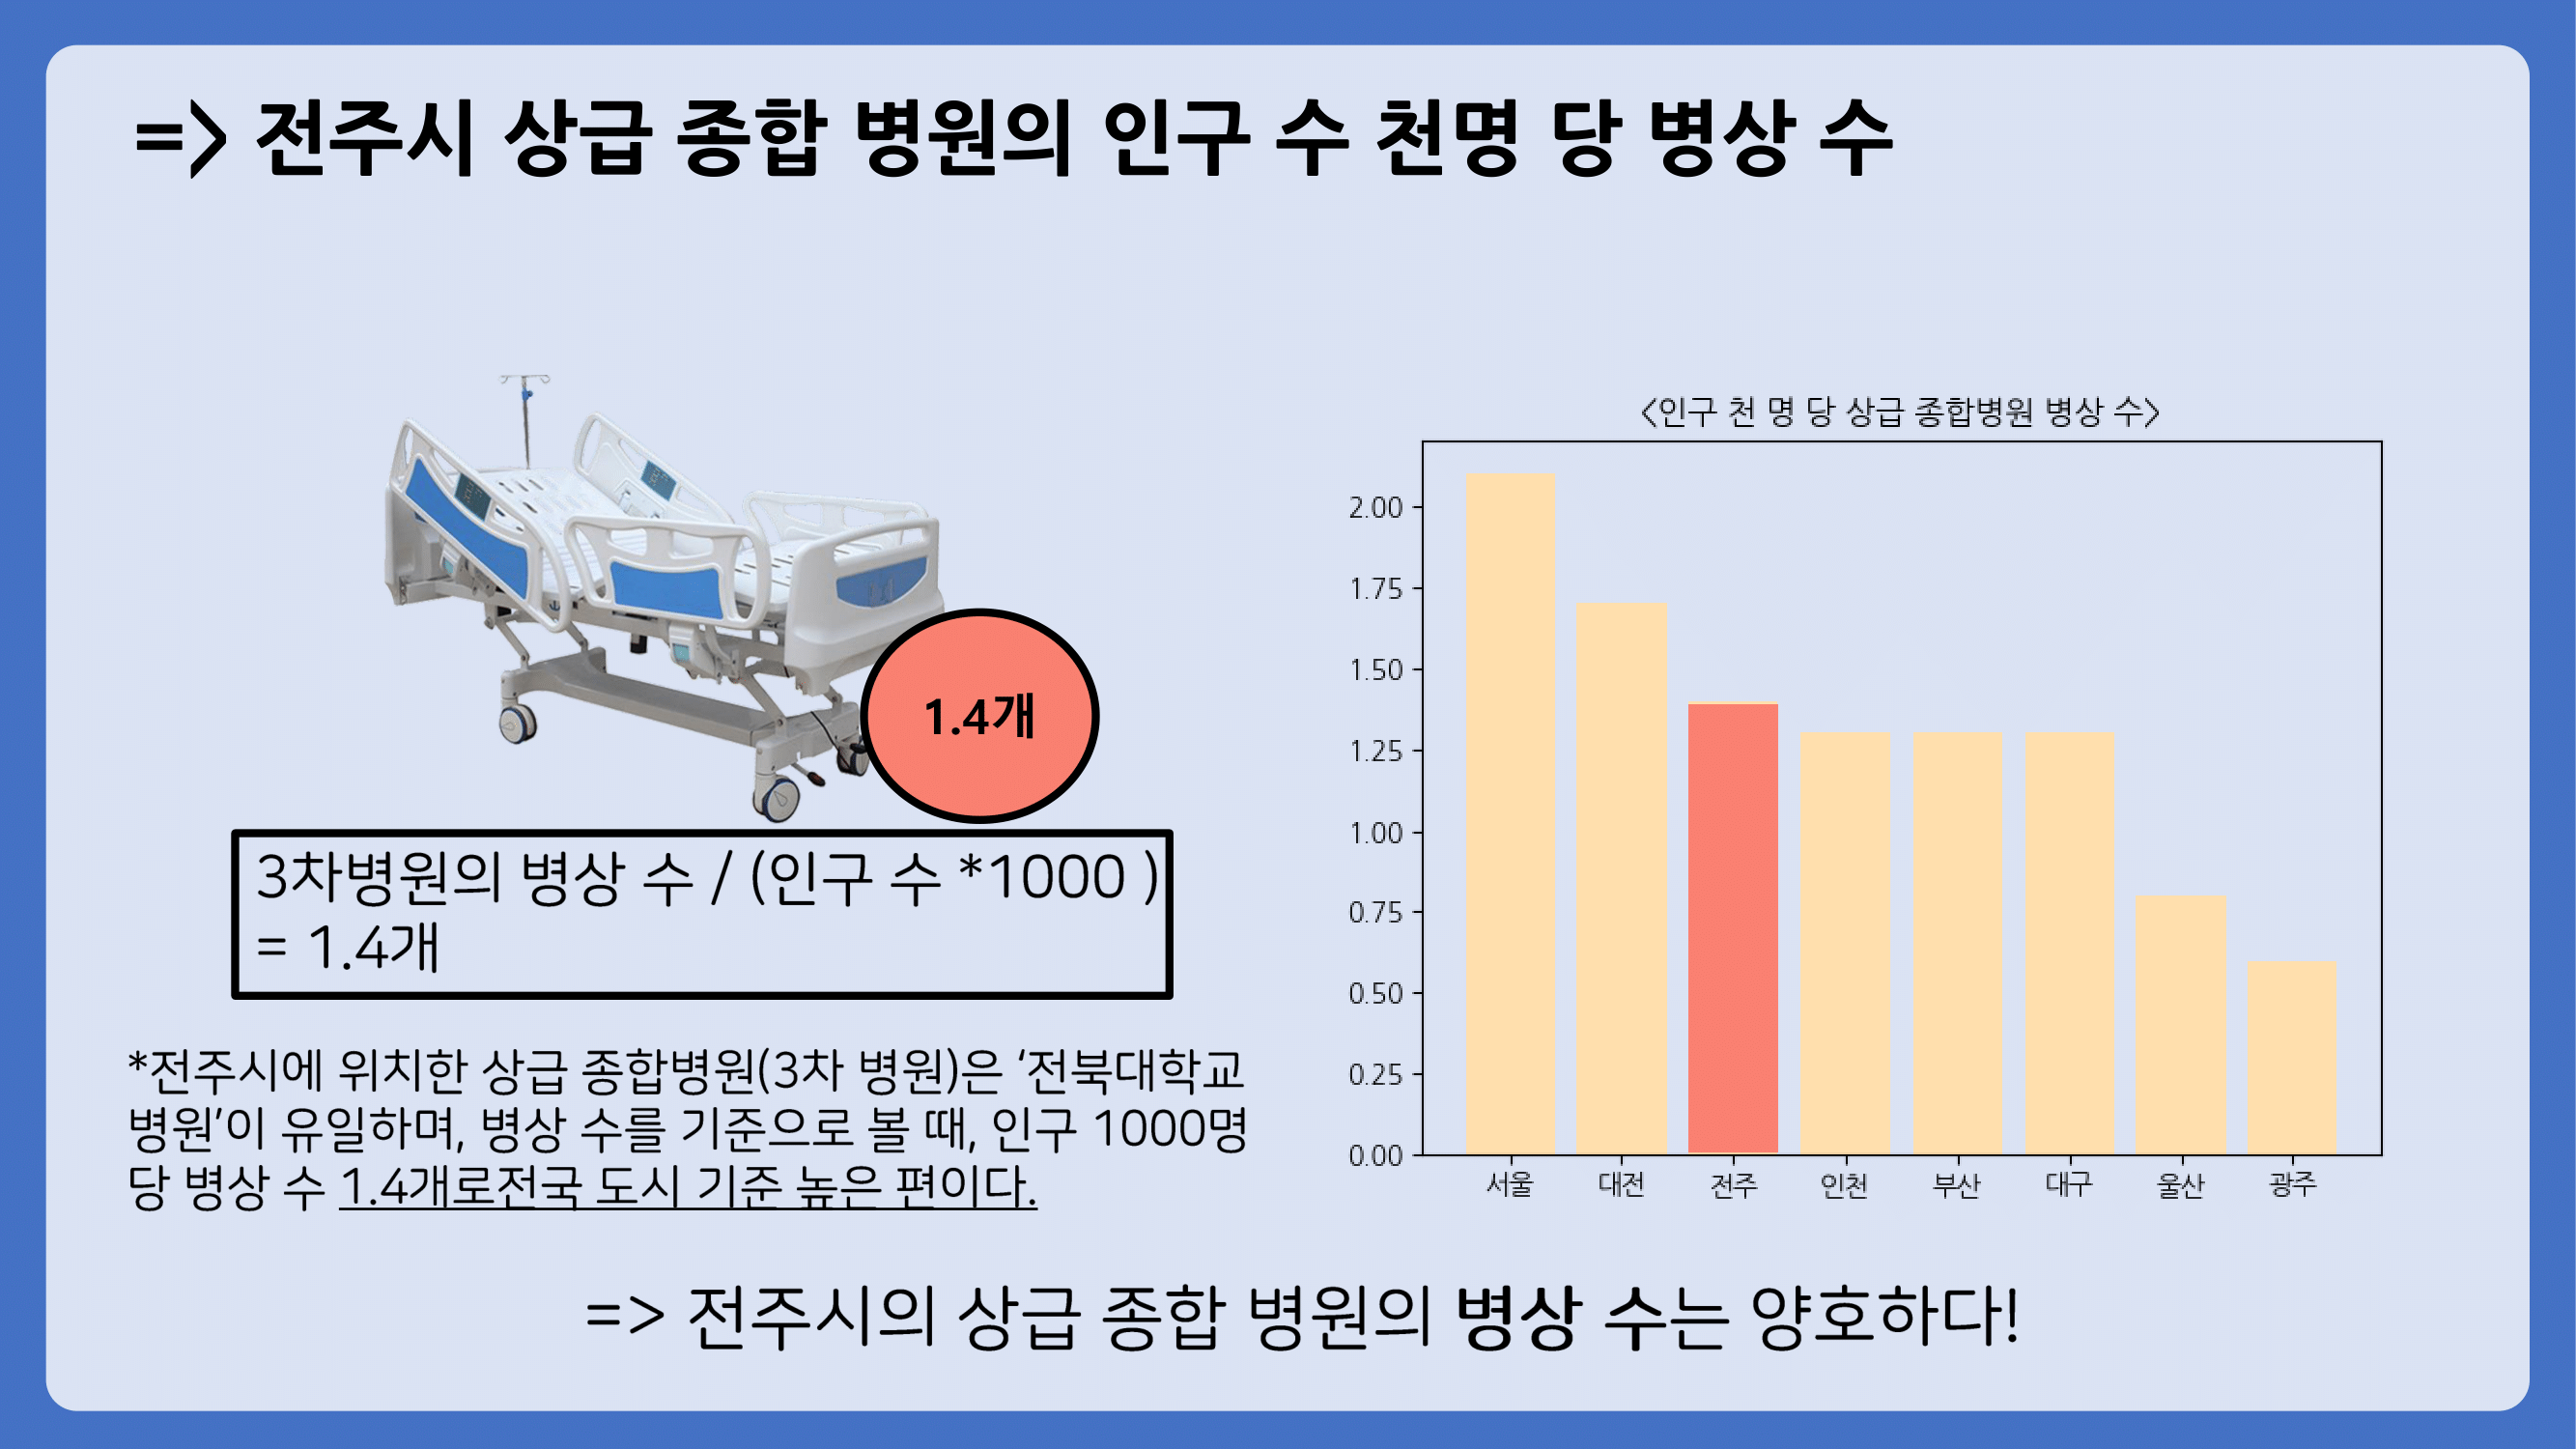 => 전주시 상급 종합 병원의 인구 수 천명 당 병상 수
1.4개
3차병원의 병상 수 / (인구 수 *1000 )
= 1.4개
*전주시에 위치한 상급 종합병원(3차 병원)은 ‘전북대학교
병원’이 유일하며, 병상 수를 기준으로 볼 때, 인구 1000명
당 병상 수 1.4개로전국 도시 기준 높은 편이다.
<인구 천 명 당 상급 종합병원 병상 수>
2.00
1.75
1.50
1.25
1.00
0.75
0.50
0.25
0.00
서울 대전 전주 인천 부산 대구 울산 광주
=> 전주시의 상급 종합 병원의 병상 수는 양호하다!